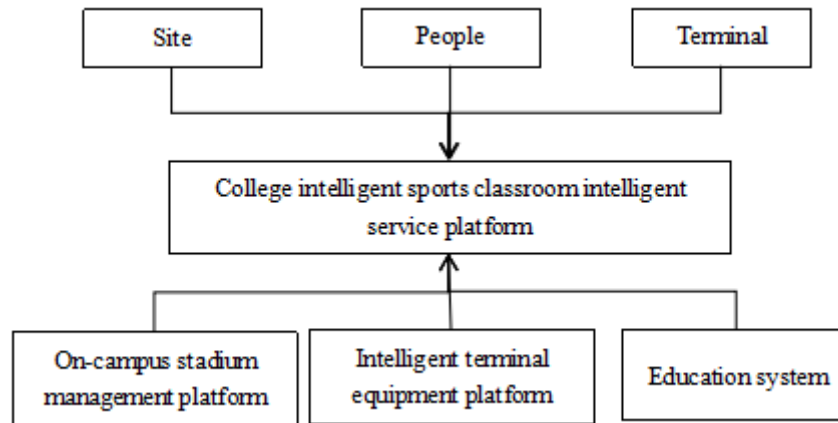 Site
People
Terminal
College intelligent sports classroom intelligent
service platform
On-campus stadium
management platform
Intelligent terminal
equipment platform
Education system